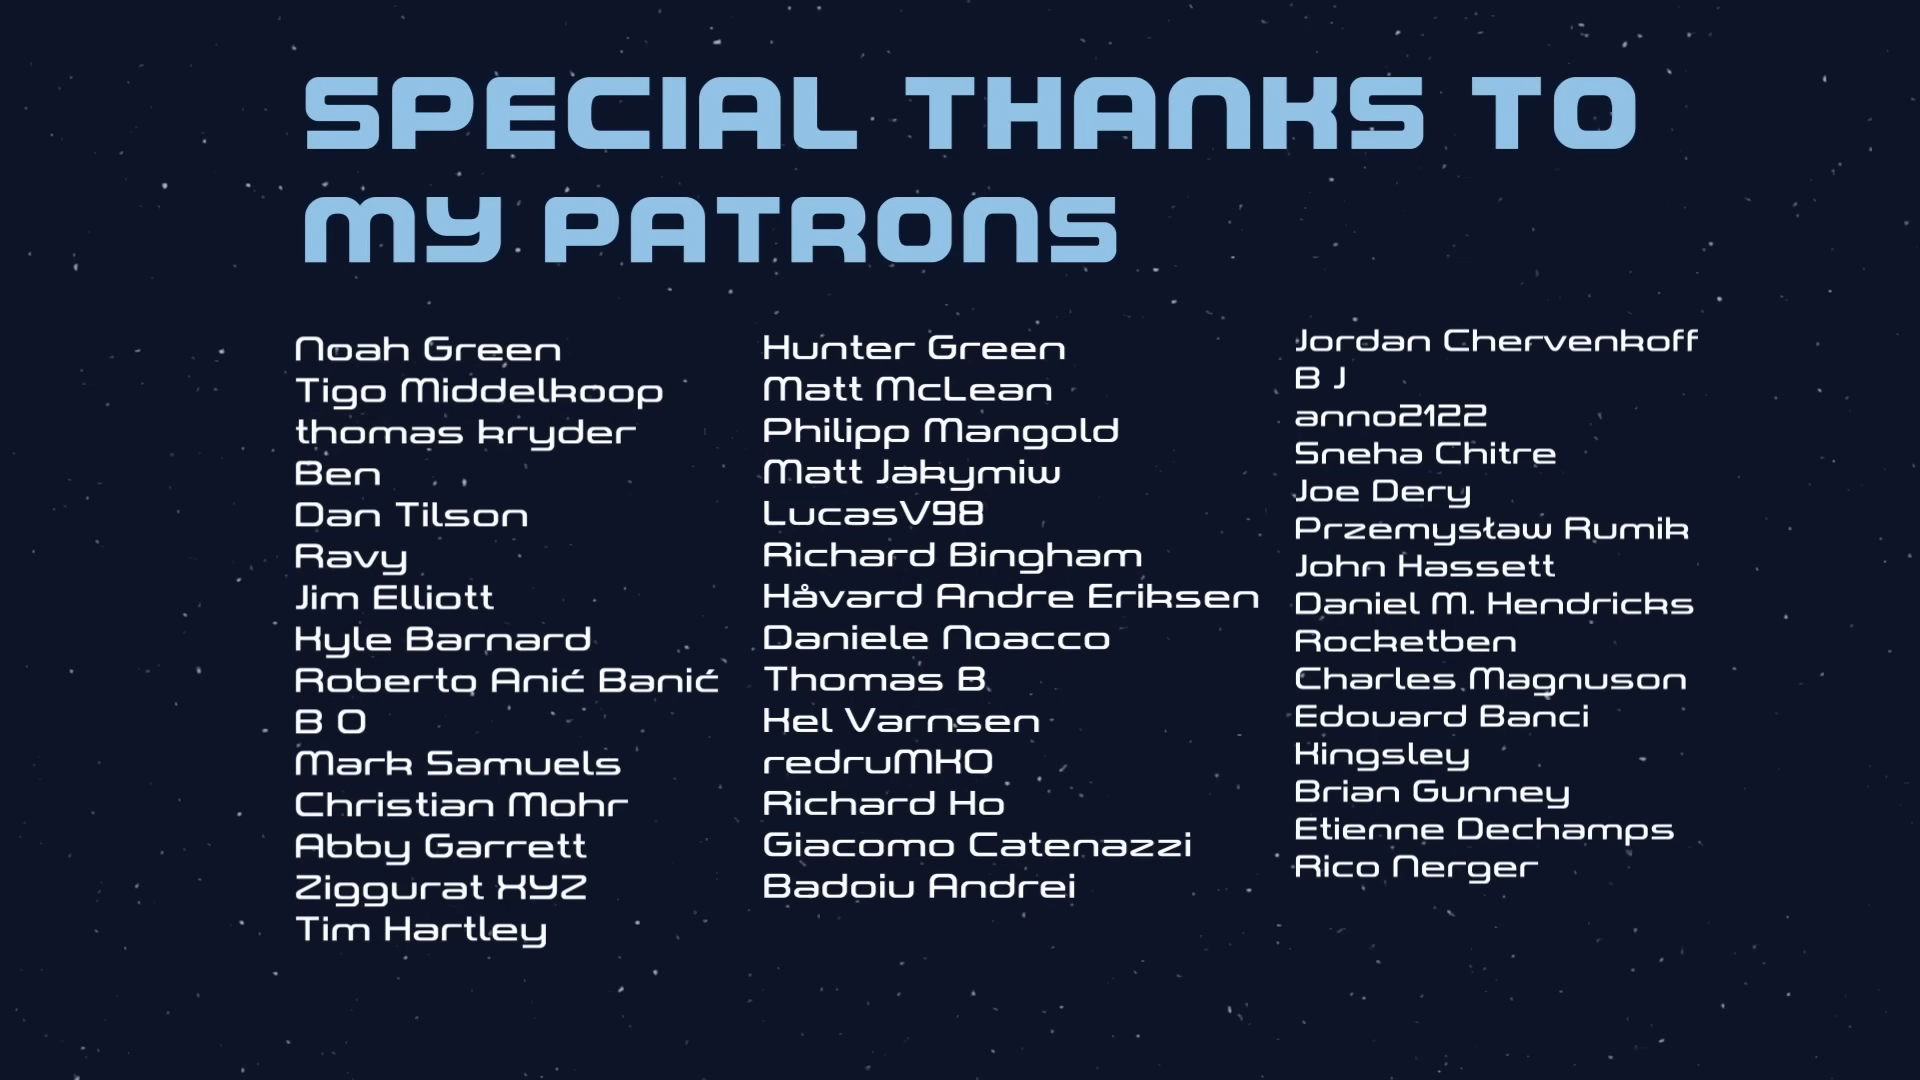 SPECIAL THANKS TO
MY PATRONS
Noah Green
Tigo Middelkoop
thomas kryder
Ben
Dan Tilson
Ravy
Jim Elliott
Kyle Barnard
Roberto Anić Banić
B O
Mark Samuels
Christian Mohr
Abby Garrett
Ziggurat XYZ
Tim Hartley
Hunter Green
Matt McLean
Philipp Mangold
Matt Jakymiw
LucasV98
Richard Bingham
Håvard Andre Eriksen
Daniele Noacco
Thomas B
Kel Varnsen
redruMKO
Richard Ho
Giacomo Catenazzi
Badoiu Andrei
Jordan Chervenkoff
B J
anno2122
Sneha Chitre
Joe Dery
Przemysław Rumik
John Hassett
Daniel M. Hendricks
Rocketben
Charles Magnuson
Edouard Banci
Kingsley
Brian Gunney
Etienne Dechamps
Rico Nerger